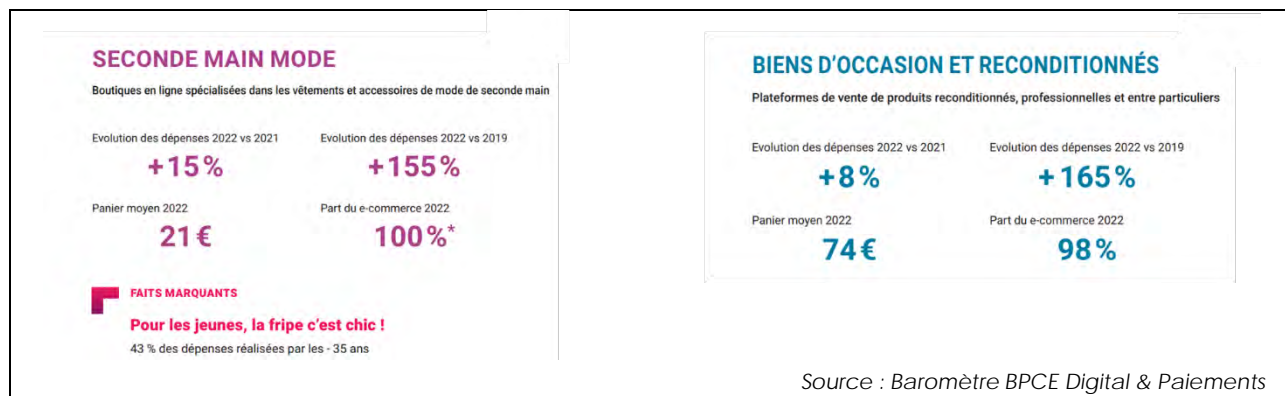 SECONDE MAIN MODE
Boutiques en ligne spécialisées dans les vêtements et accessoires de mode de seconde main
Evolution des dépenses 2022 vs 2021
Evolution des dépenses 2022 vs 2019
+15%
+155%
Panier moyen 2022
Part du e-commerce 2022
21€
100%*
FAITS MARQUANTS
Pour les jeunes, la fripe c'est chic !
43 % des dépenses réalisées par les - 35 ans
BIENS D'OCCASION ET RECONDITIONNÉS
Plateformes de vente de produits reconditionnés, professionnelles et entre particuliers
Evolution des dépenses 2022 vs 2021
Evolution des dépenses 2022 vs 2019
+8%
+165%
Panier moyen 2022
Part du e-commerce 2022
74€
98%
Source : Baromètre BPCE Digital & Paiements